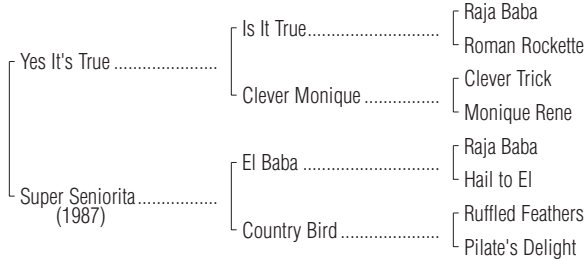 Raja Baba
Is It True
Roman Rockette
Yes It's True
Clever Trick
Clever Monique
Monique Rene
Raja Baba
El Baba
Hail to El
Super Seniorita
(1987)
Ruffled Feathers
Country Bird
Pilate's Delight